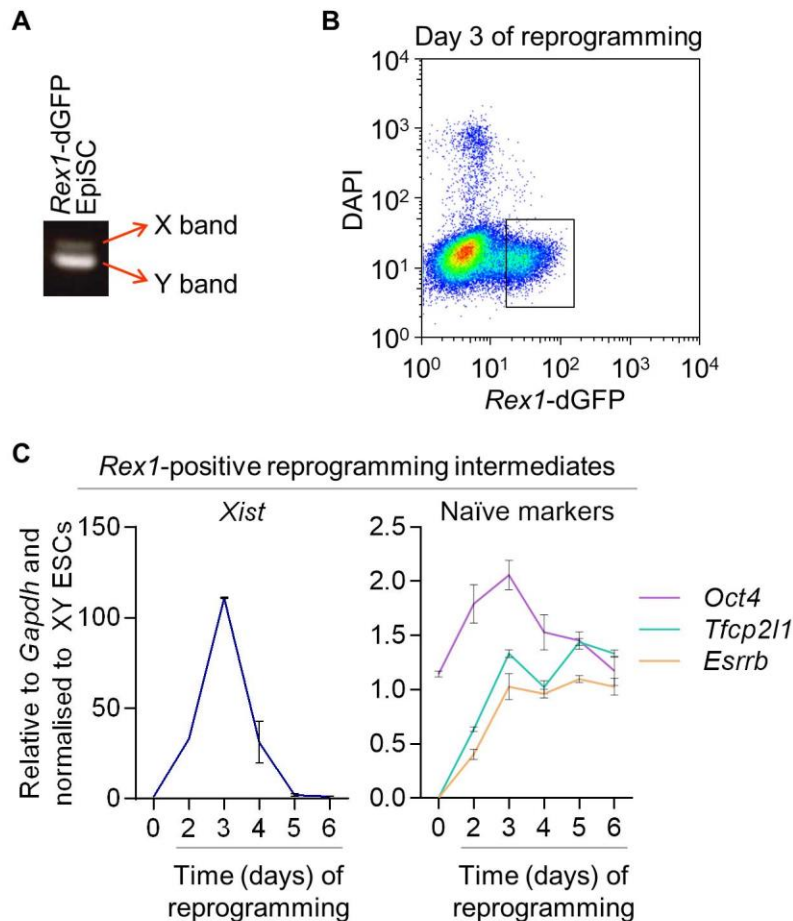 A
Rex1-dGFP
EpiSC
X band
Y band
B
Day 3 of reprogramming
DAPI
10⁴
10³
10²
10¹
10⁰
10⁰ 10¹ 10² 10³ 10⁴
Rex1-dGFP
C
Rex1-positive reprogramming intermediates
Relative to Gapdh and
normalised to XY ESCs
Xist
150
100
50
0
0 2 3 4 5 6
Time (days) of
reprogramming
Naïve markers
2.5
2.0
1.5
1.0
0.5
0.0
0 2 3 4 5 6
Time (days) of
reprogramming
Oct4
Tfcp2l1
Esrrb